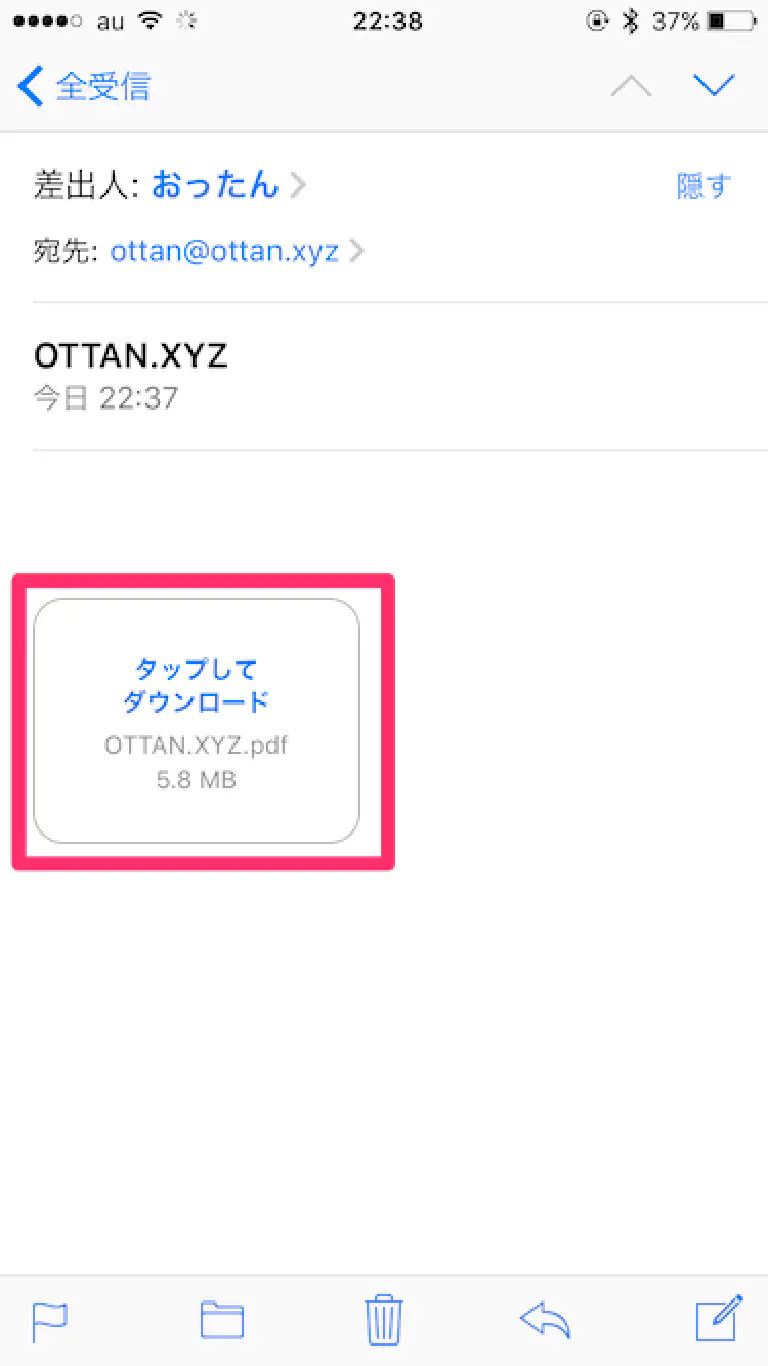 au 22:38 37%
全受信
差出人: おったん 隠す
宛先: ottan@ottan.xyz
OTTAN.XYZ
今日 22:37
タップして
ダウンロード
OTTAN.XYZ.pdf
5.8 MB